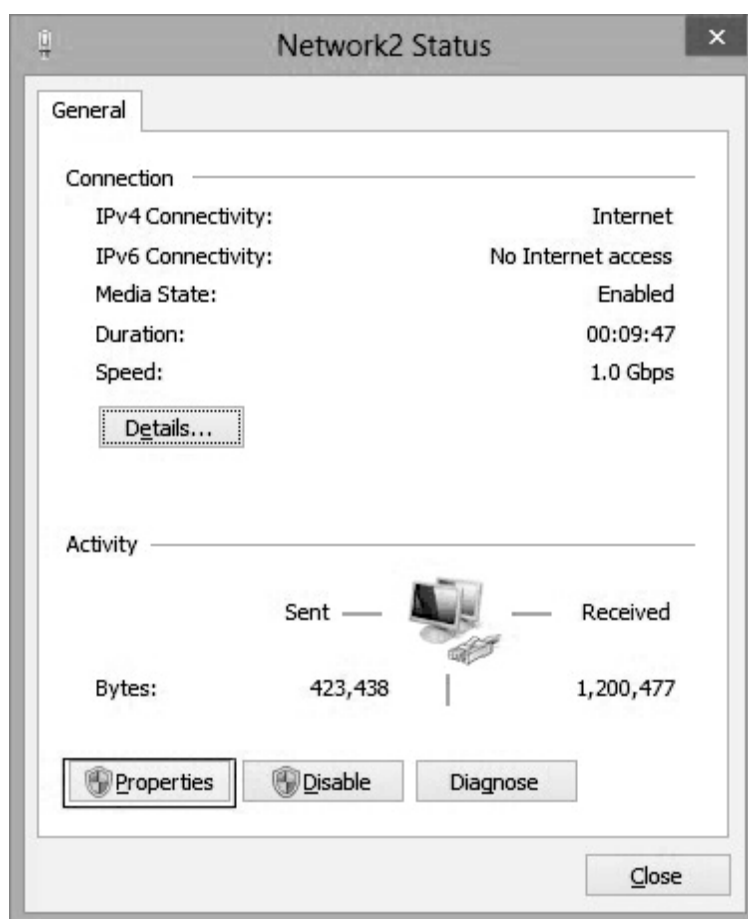 Network2 Status
General
Connection
IPv4 Connectivity: Internet
IPv6 Connectivity: No Internet access
Media State: Enabled
Duration: 00:09:47
Speed: 1.0 Gbps
Details...
Activity
Sent Received
Bytes: 423,438 1,200,477
Properties Disable Diagnose
Close